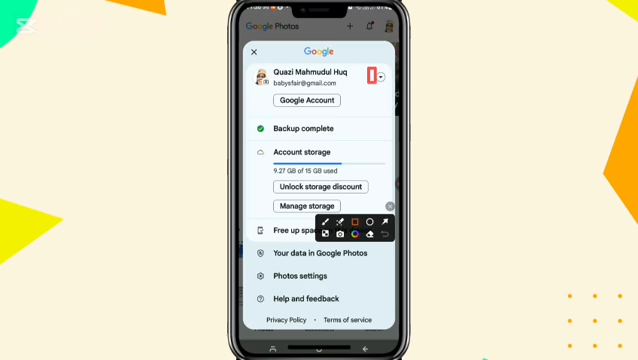 Google Photos
Google
Quazi Mahmudul Huq
babysfair@gmail.com
Google Account
Backup complete
Account storage
9.27 GB of 15 GB used
Unlock storage discount
Manage storage
Free up
Your data in Google Photos
Photos settings
Help and feedback
Privacy Policy • Terms of service